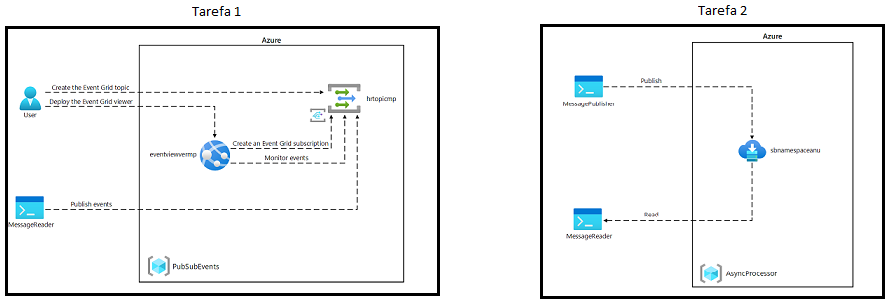 Tarefa 1
Azure
Create the Event Grid topic
Deploy the Event Grid viewer
User
hrtopicmp
Create an Event Grid subscription
eventviewvermp
Monitor events
Publish events
MessageReader
PubSubEvents
Tarefa 2
Azure
Publish
MessagePublisher
sbnamespaceanu
Read
MessageReader
AsyncProcessor